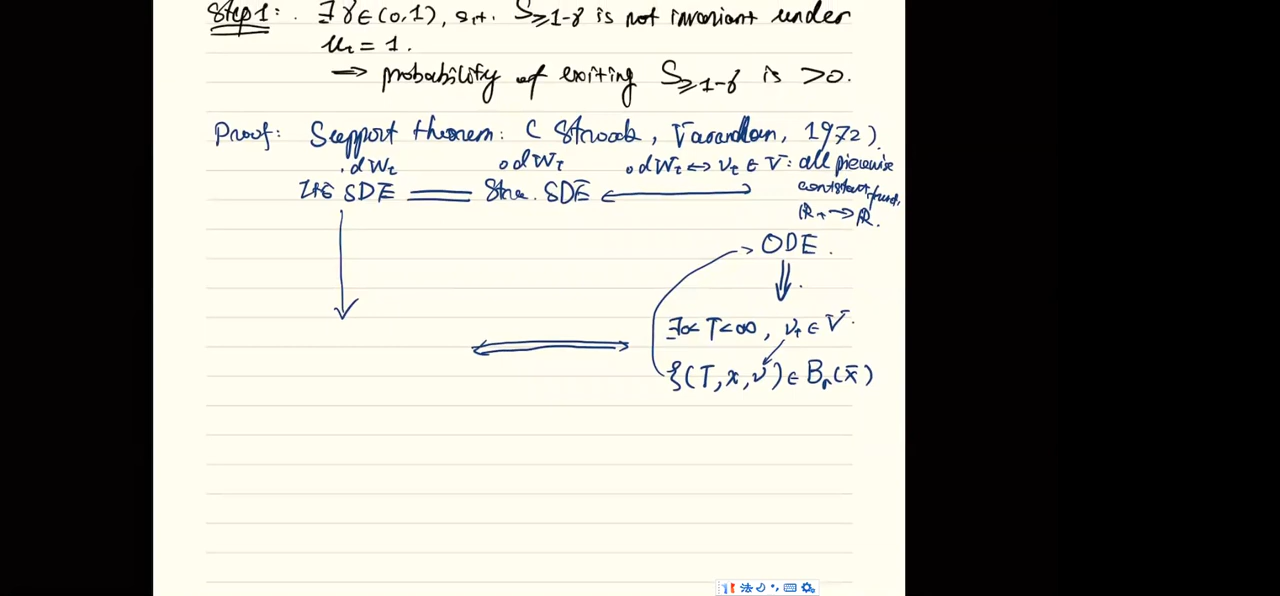 Step 1: ∃ γ∈(0,1), s.t. S≥1-γ is not invariant under
u_t = 1.
→ probability of exiting S≥1-γ is >0.
Proof: Support theorem: ( Stroock, Varadhan, 1972).
·dW_t ∘dW_t ∘dW_t ↔ v_t ∈ V: all piecewise
Itô SDE = Stra. SDE ↔ constant func.
ℝ+ → ℝ.
ODE.
⇓
∃0<T<∞, v_t ∈ V.
ξ(T,x,v) ∈ B_r(x̄)
法